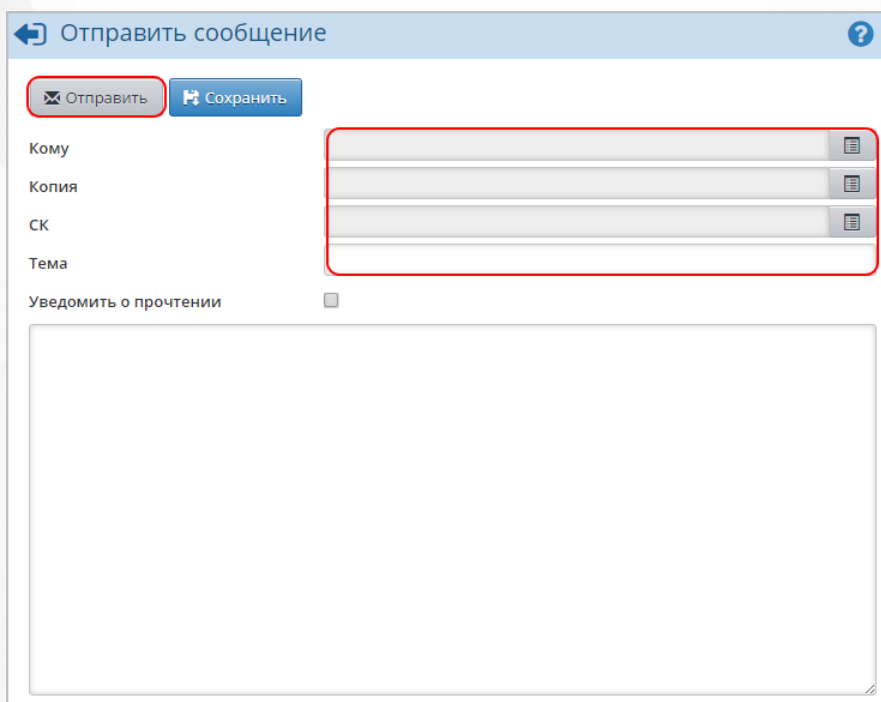 Отправить сообщение
Отправить Сохранить
Кому
Копия
СК
Тема
Уведомить о прочтении